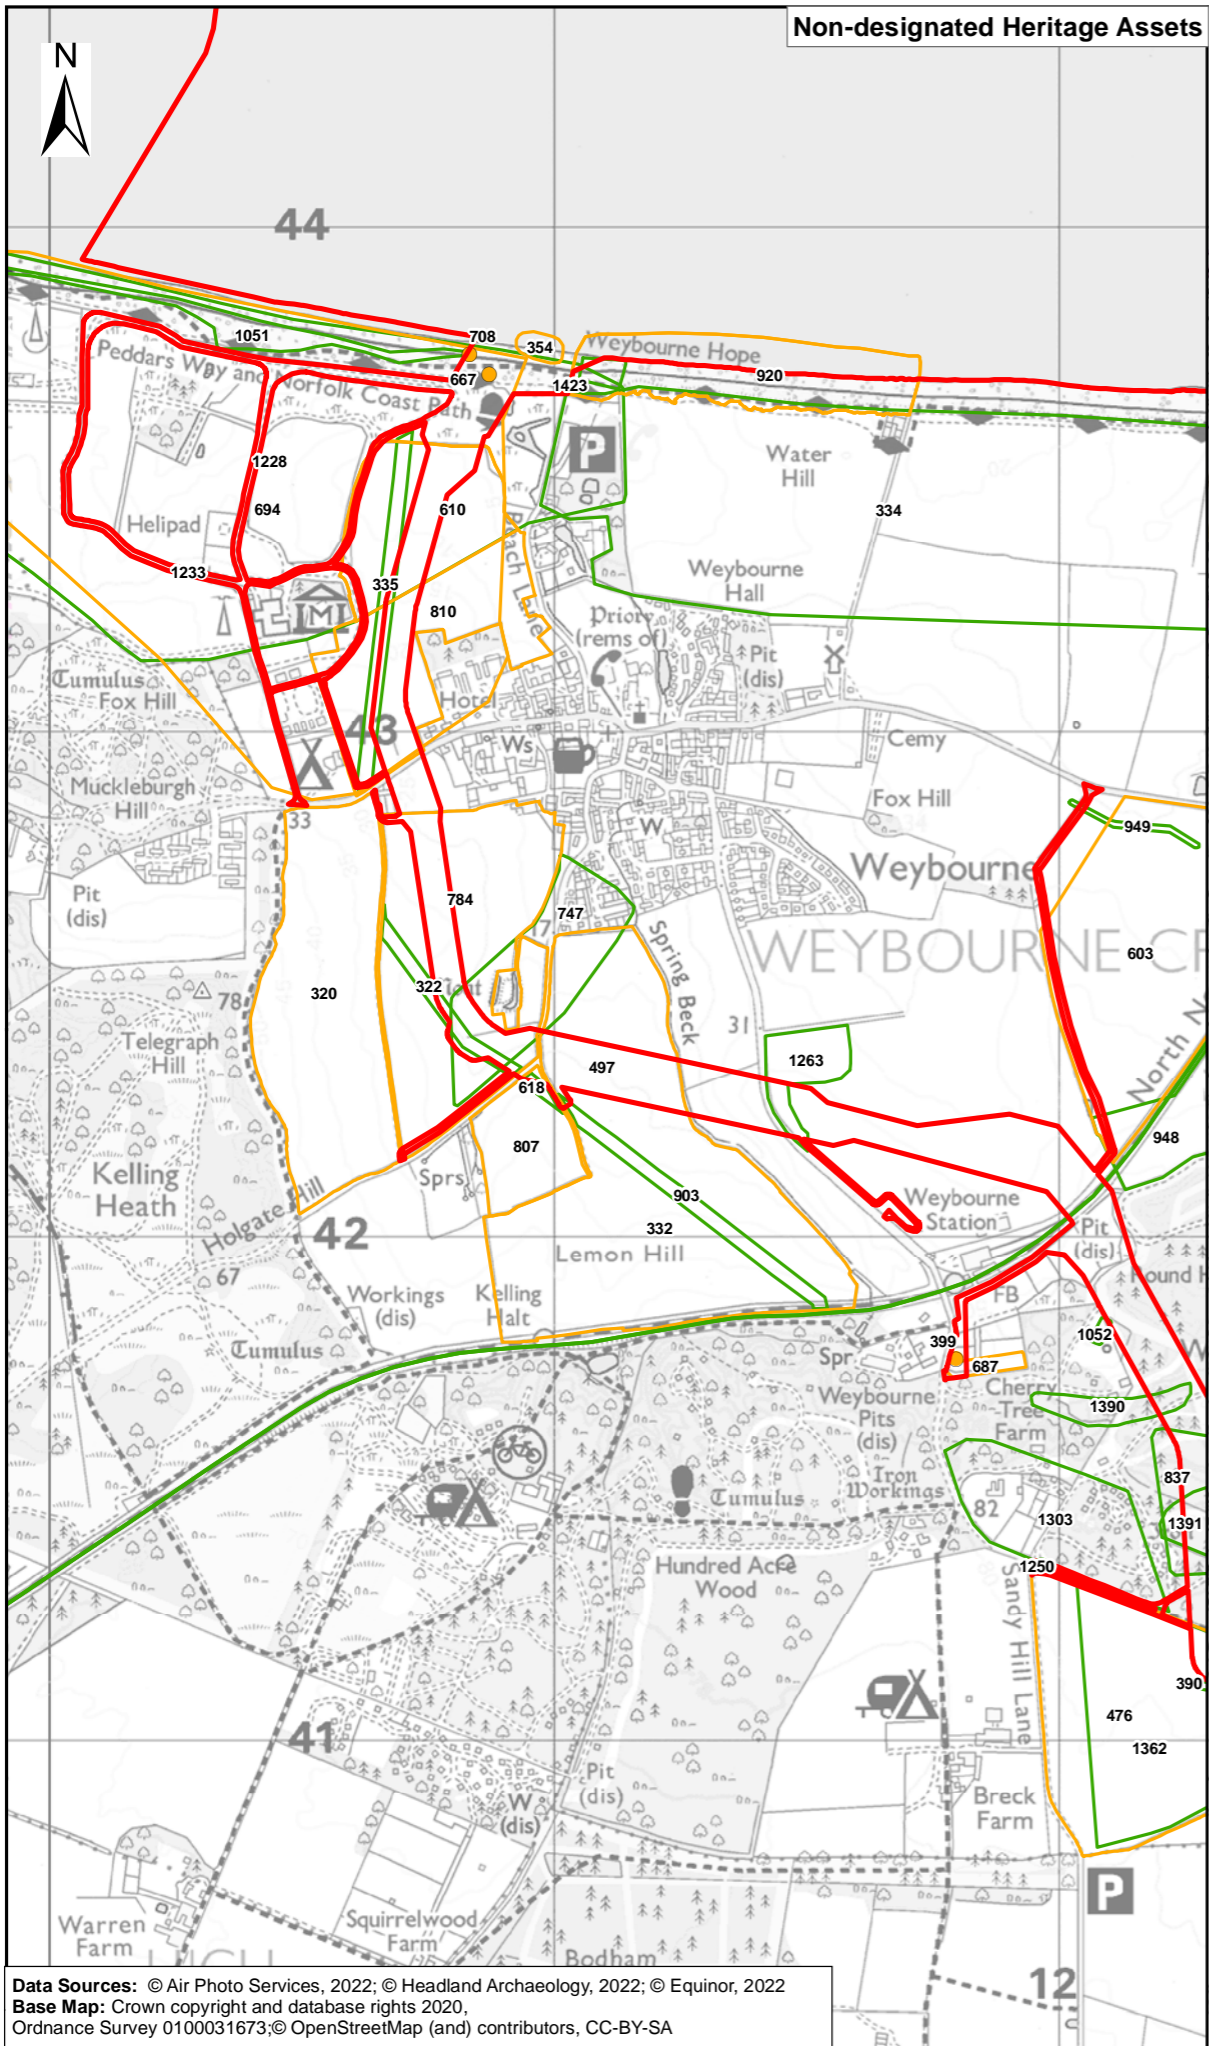 Non-designated Heritage Assets
N
44
708
354
Weybourne Hope
1051
920
Peddars Way and Norfolk Coast Path
667
1423
P
Water
Hill
1228
694
610
334
Helipad
Beach Lane
1233
335
Weybourne
Hall
810
Priory
(rems of)
M
Pit
(dis)
Tumulus
Fox Hill
Hotel
43
Ws
Cemy
Muckleburgh
Hill
Fox Hill
33
W
949
Weybourne
Pit
(dis)
784
747
17
Spring Beck
603
320
322
78
31
Telegraph
Hill
1263
497
618
948
807
Kelling
Heath
Sprs
903
Weybourne
Station
Holgate Hill
332
Pit
(dis)
42
Lemon Hill
67
Workings
(dis)
Kelling
Halt
FB
Tumulus
399
1052
Spr
687
Weybourne
Pits
(dis)
Cherry
Tree
Farm
1390
837
Iron
Workings
Tumulus
82
1303
1391
Hundred Acre
Wood
1250
Sandy Hill Lane
390
476
41
1362
Pit
(dis)
Breck
Farm
W
(dis)
P
Warren
Farm
Squirrelwood
Farm
Bodham
12
Data Sources: © Air Photo Services, 2022; © Headland Archaeology, 2022; © Equinor, 2022
Base Map: Crown copyright and database rights 2020,
Ordnance Survey 0100031673;© OpenStreetMap (and) contributors, CC-BY-SA